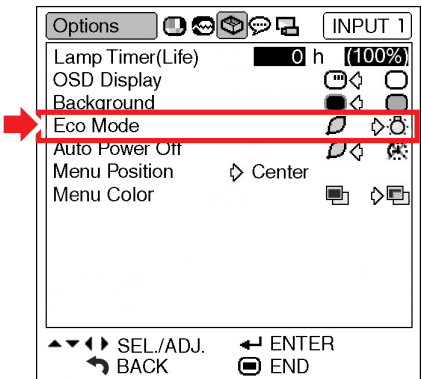 Options INPUT 1
Lamp Timer(Life) 0 h (100%)
OSD Display
Background
Eco Mode
Auto Power Off
Menu Position Center
Menu Color
SEL./ADJ. ENTER
BACK END